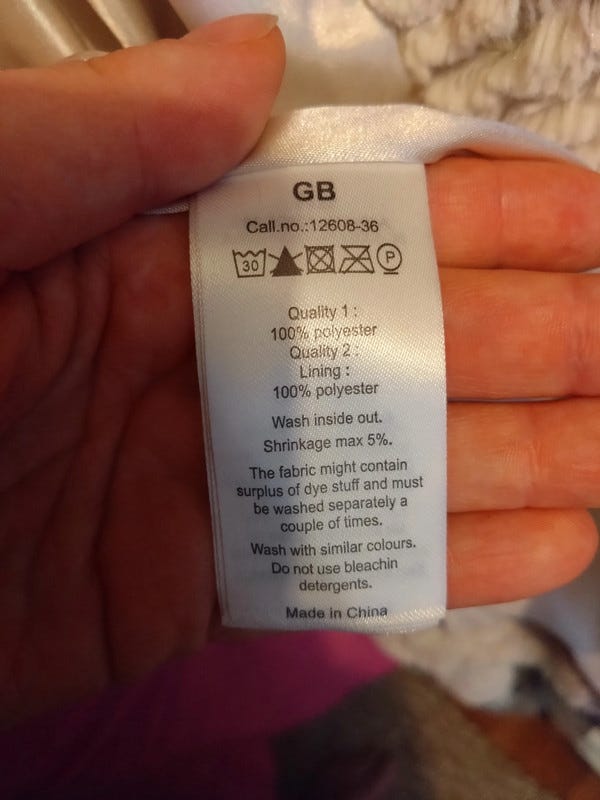 GB
Call.no.:12608-36
30 P
Quality 1 :
100% polyester
Quality 2 :
Lining :
100% polyester
Wash inside out.
Shrinkage max 5%.
The fabric might contain
surplus of dye stuff and must
be washed separately a
couple of times.
Wash with similar colours.
Do not use bleachin
detergents.
Made in China